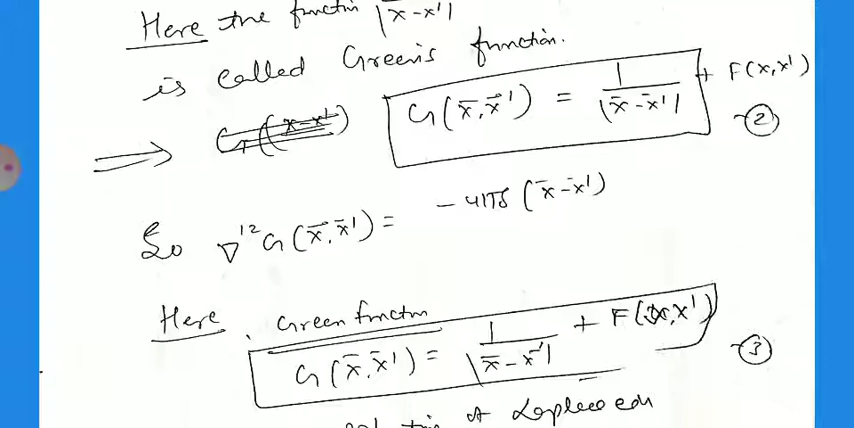 Here the function 1/|x̄-x'|
is called Green's function.
⇒ G(x̄, x̄') = 1/|x̄-x̄'| + F(x,x') ②
So ∇'²G(x̄, x̄') = -4πδ(x̄-x̄')
Here, Green function
G(x̄, x̄') = 1/|x̄-x̄'| + F(x,x') ③
of Laplace eqn